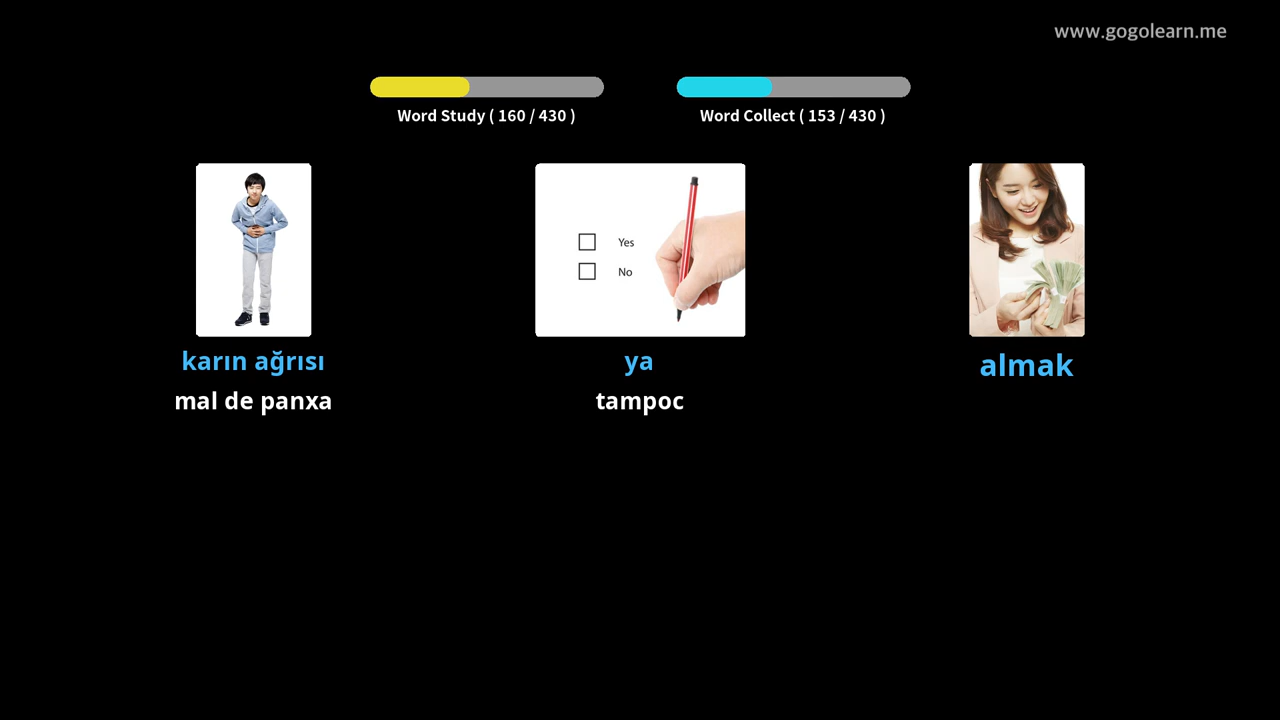 www.gogolearn.me
Word Study ( 160 / 430 )
Word Collect ( 153 / 430 )
Yes
No
karın ağrısı
mal de panxa
ya
tampoc
almak